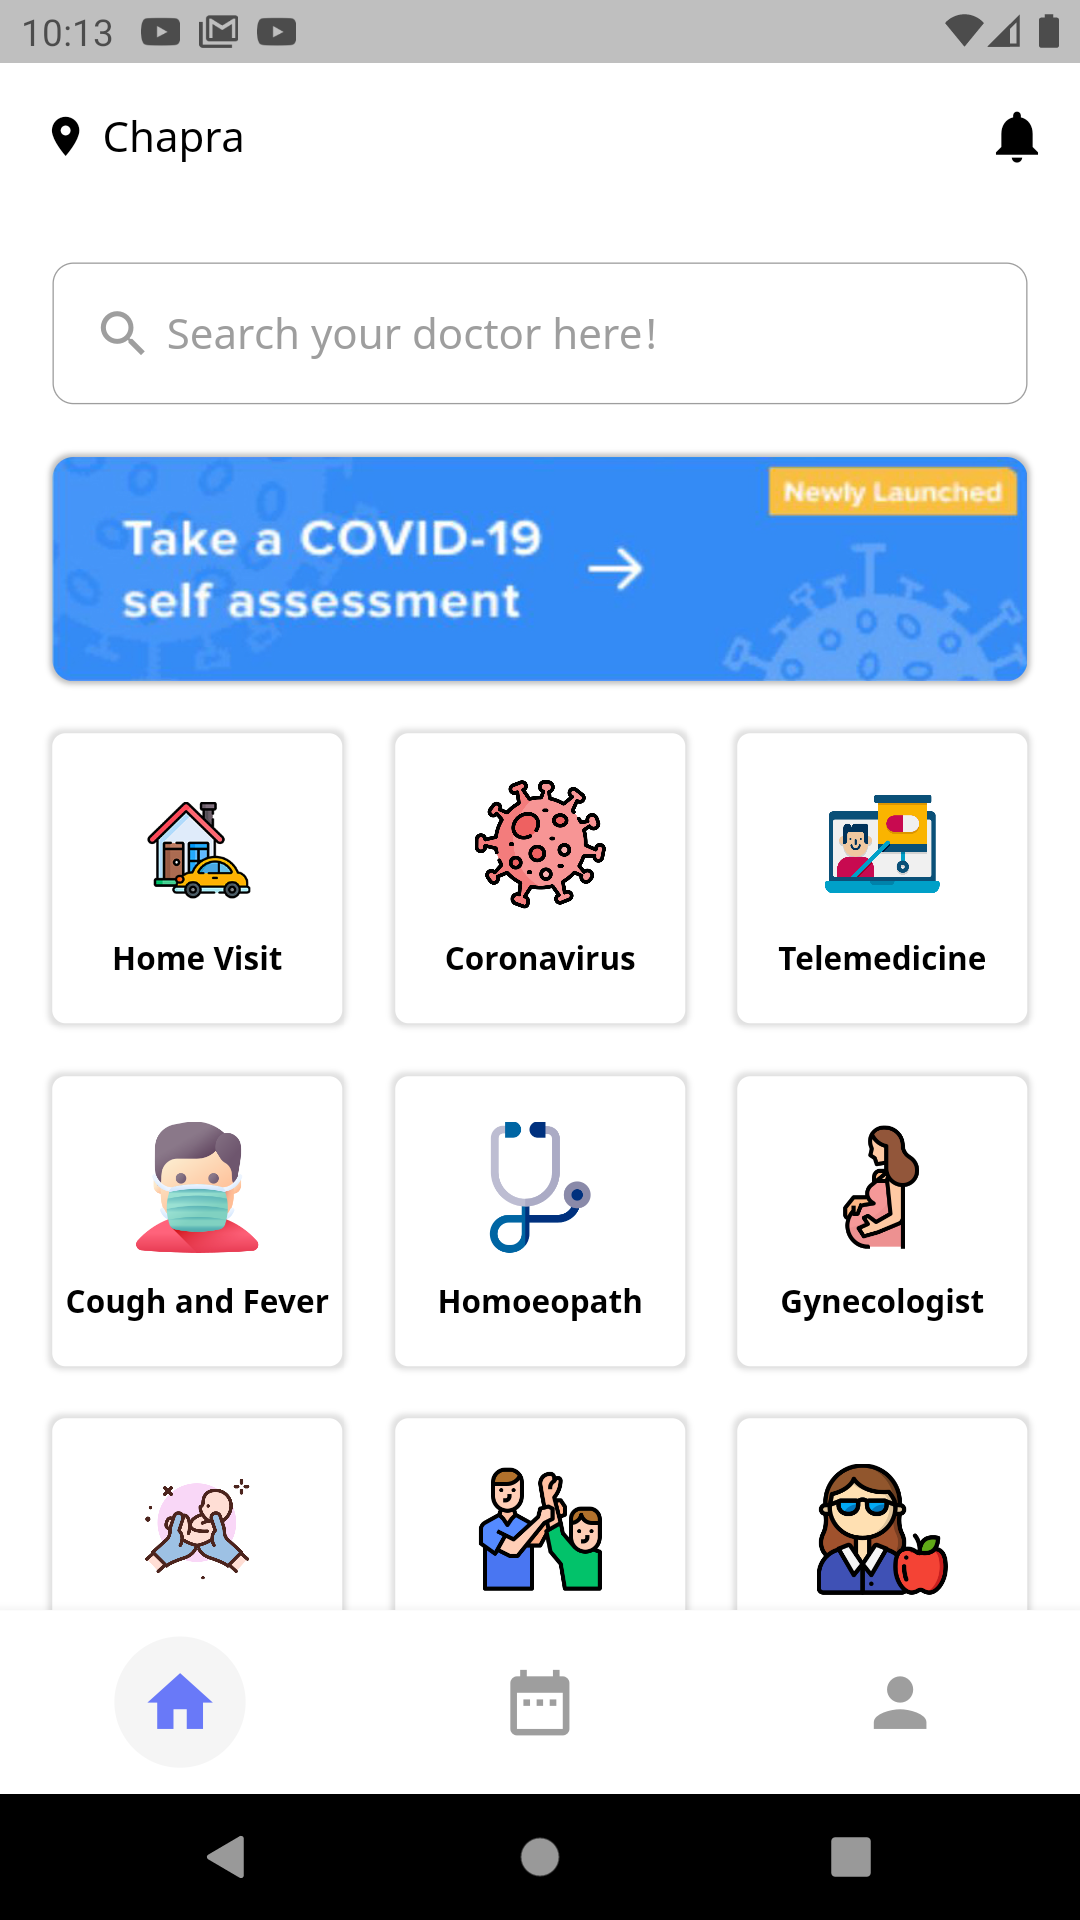 10:13
Chapra
Search your doctor here!
Newly Launched
Take a COVID-19
self assessment
Home Visit
Coronavirus
Telemedicine
Cough and Fever
Homoeopath
Gynecologist